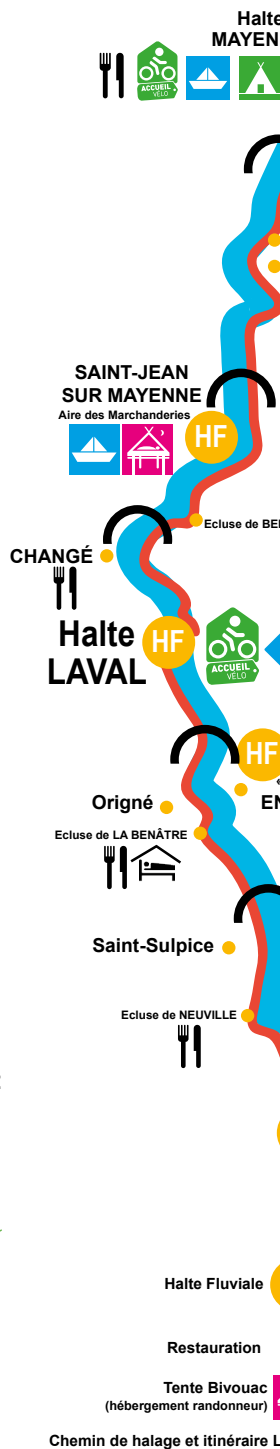 Halte
MAYEN
ACCUEIL
VÉLO
SAINT-JEAN
SUR MAYENNE
Aire des Marchanderies
HF
Ecluse de BE
CHANGÉ
Halte
LAVAL
HF
ACCUEIL
VÉLO
HF
Origné
EN
Ecluse de LA BENÂTRE
Saint-Sulpice
Ecluse de NEUVILLE
Halte Fluviale
Restauration
Tente Bivouac
(hébergement randonneur)
Chemin de halage et itinéraire L